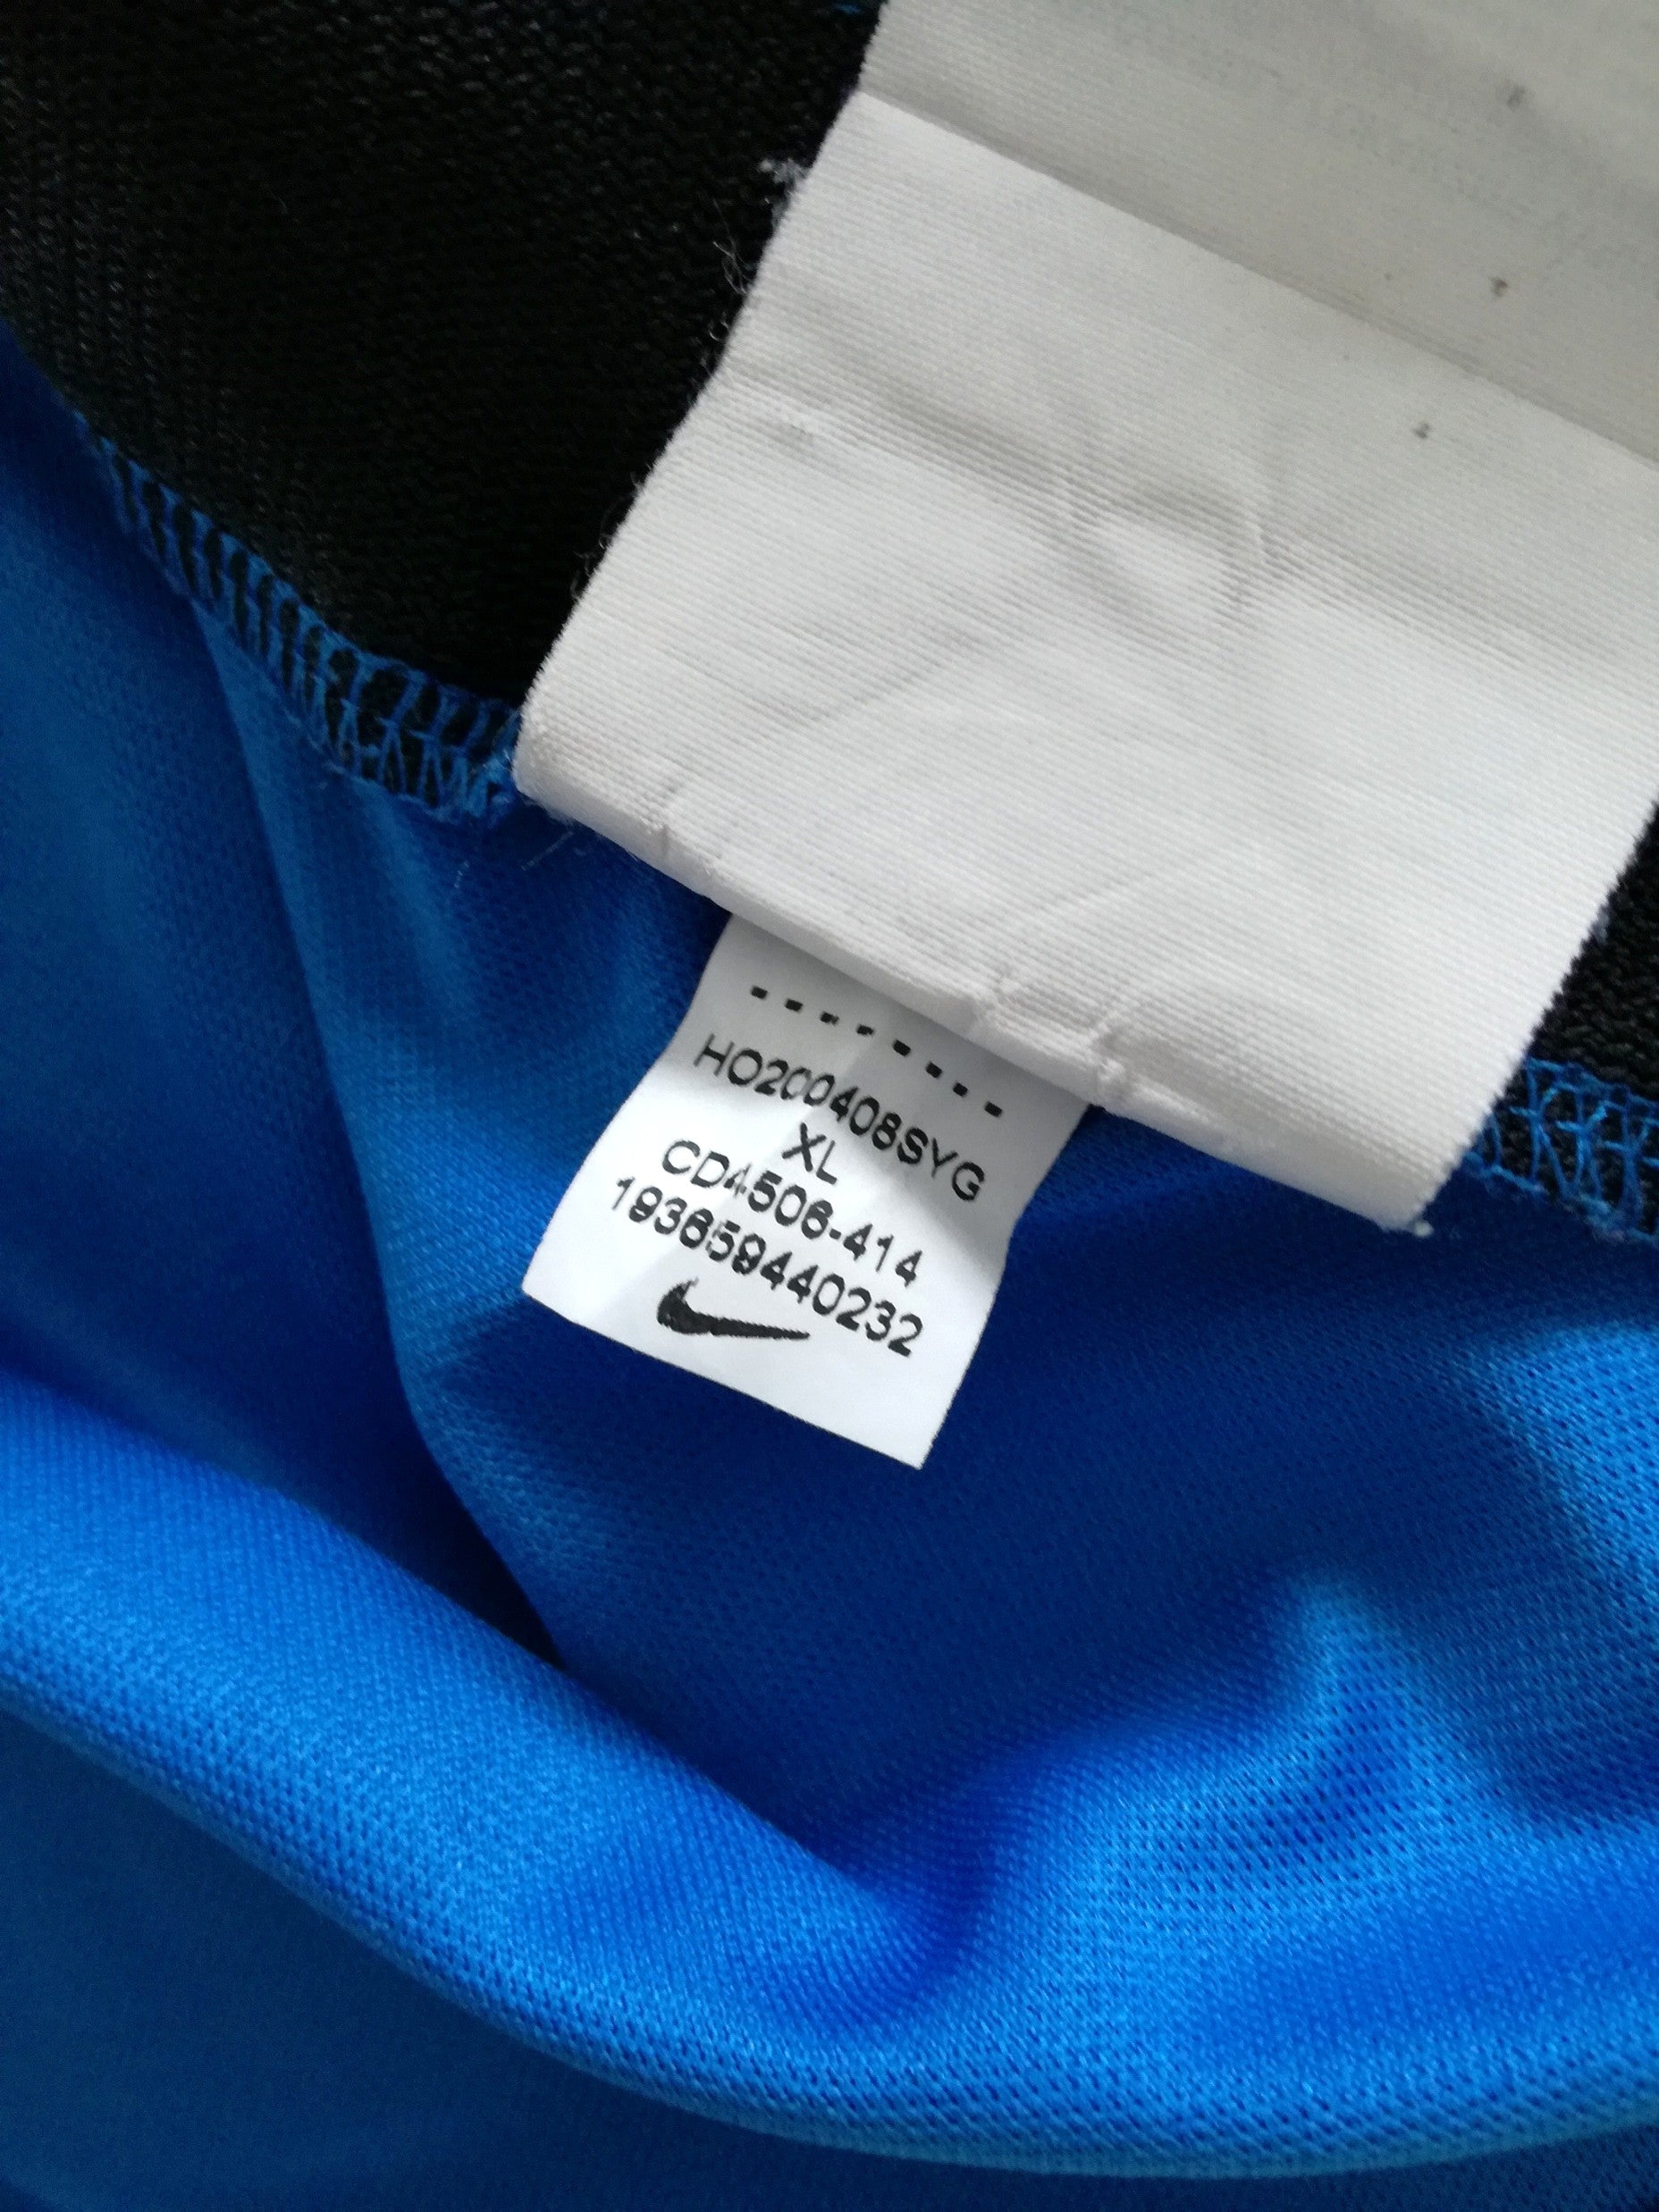 --------
HO200408SYG
XL
CD4506-414
193659440232